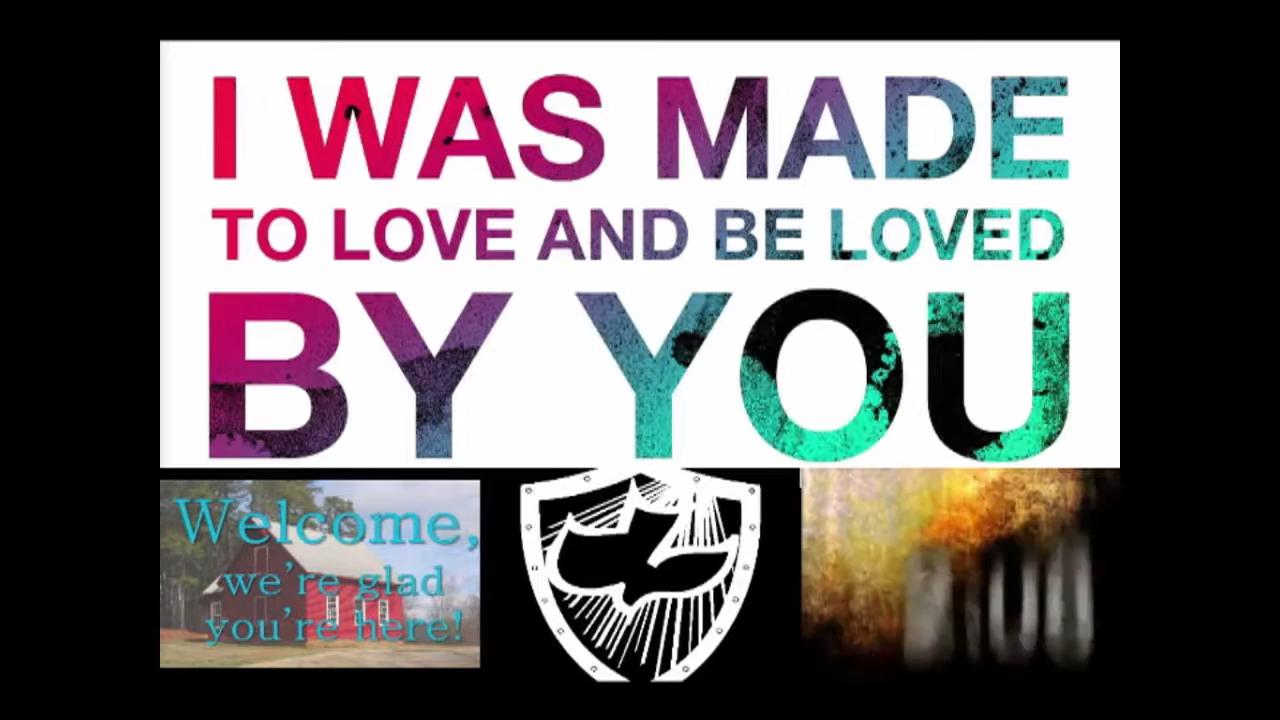 I WAS MADE
TO LOVE AND BE LOVED
BY YOU
Welcome,
we're glad
you're here!